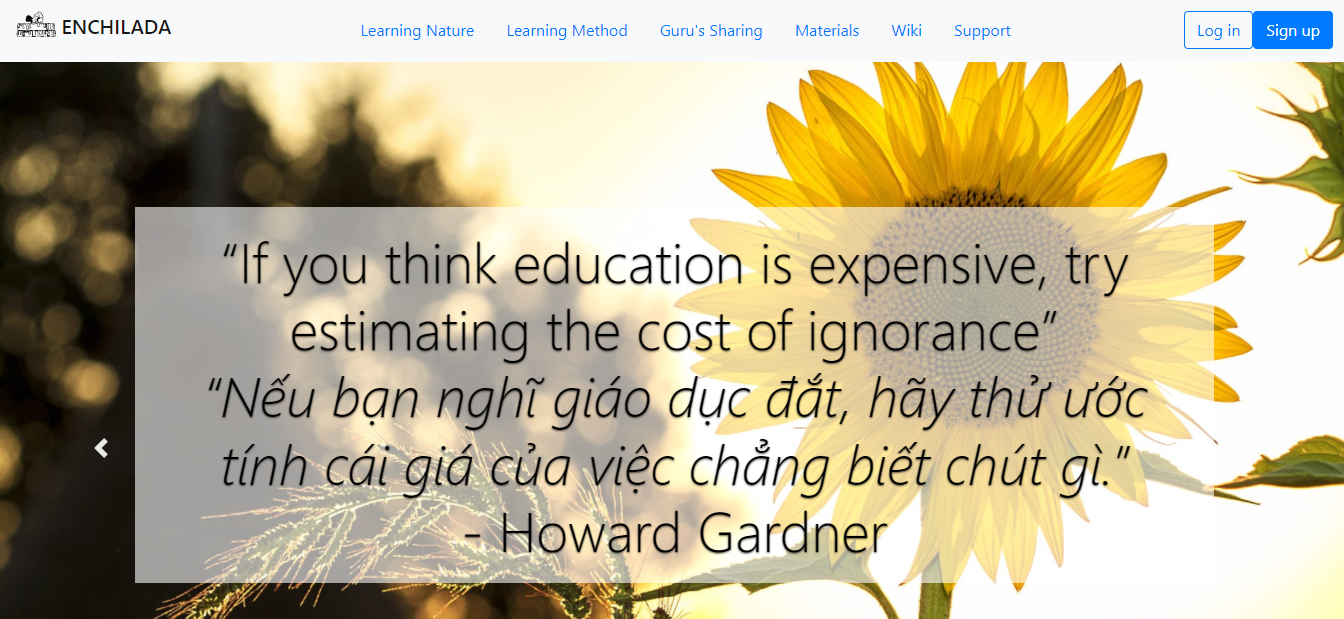 ENCHILADA
Learning Nature
Learning Method
Guru's Sharing
Materials
Wiki
Support
Log in
Sign up
“If you think education is expensive, try
estimating the cost of ignorance”
“Nếu bạn nghĩ giáo dục đắt, hãy thử ước
tính cái giá của việc chẳng biết chút gì.”
- Howard Gardner